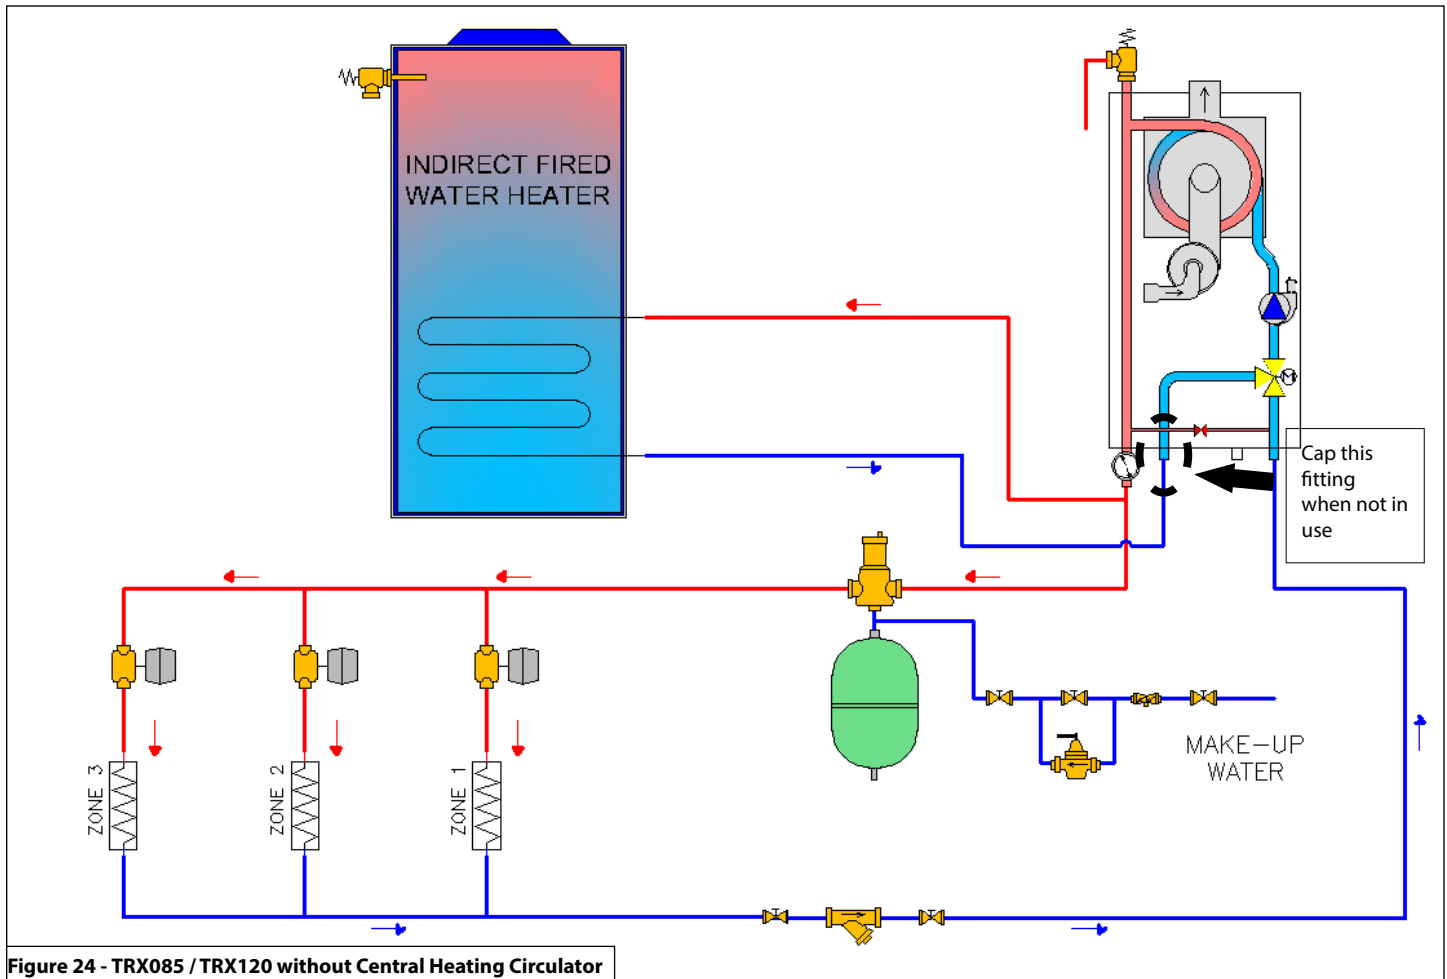 INDIRECT FIRED
WATER HEATER
M
Cap this
fitting
when not in
use
MAKE-UP
WATER
ZONE 3
ZONE 2
ZONE 1
Figure 24 - TRX085 / TRX120 without Central Heating Circulator